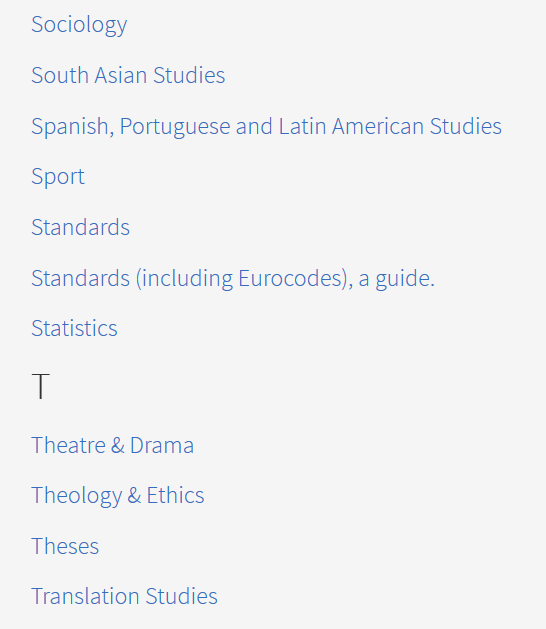 Sociology
South Asian Studies
Spanish, Portuguese and Latin American Studies
Sport
Standards
Standards (including Eurocodes), a guide.
Statistics
T
Theatre & Drama
Theology & Ethics
Theses
Translation Studies